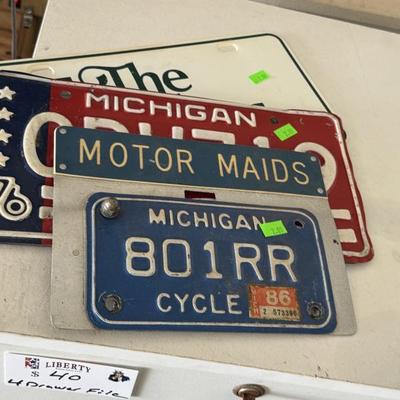 The
MICHIGAN
76
MOTOR MAIDS
MICHIGAN
801RR
CYCLE
86
LIBERTY
40
4 Drawer File